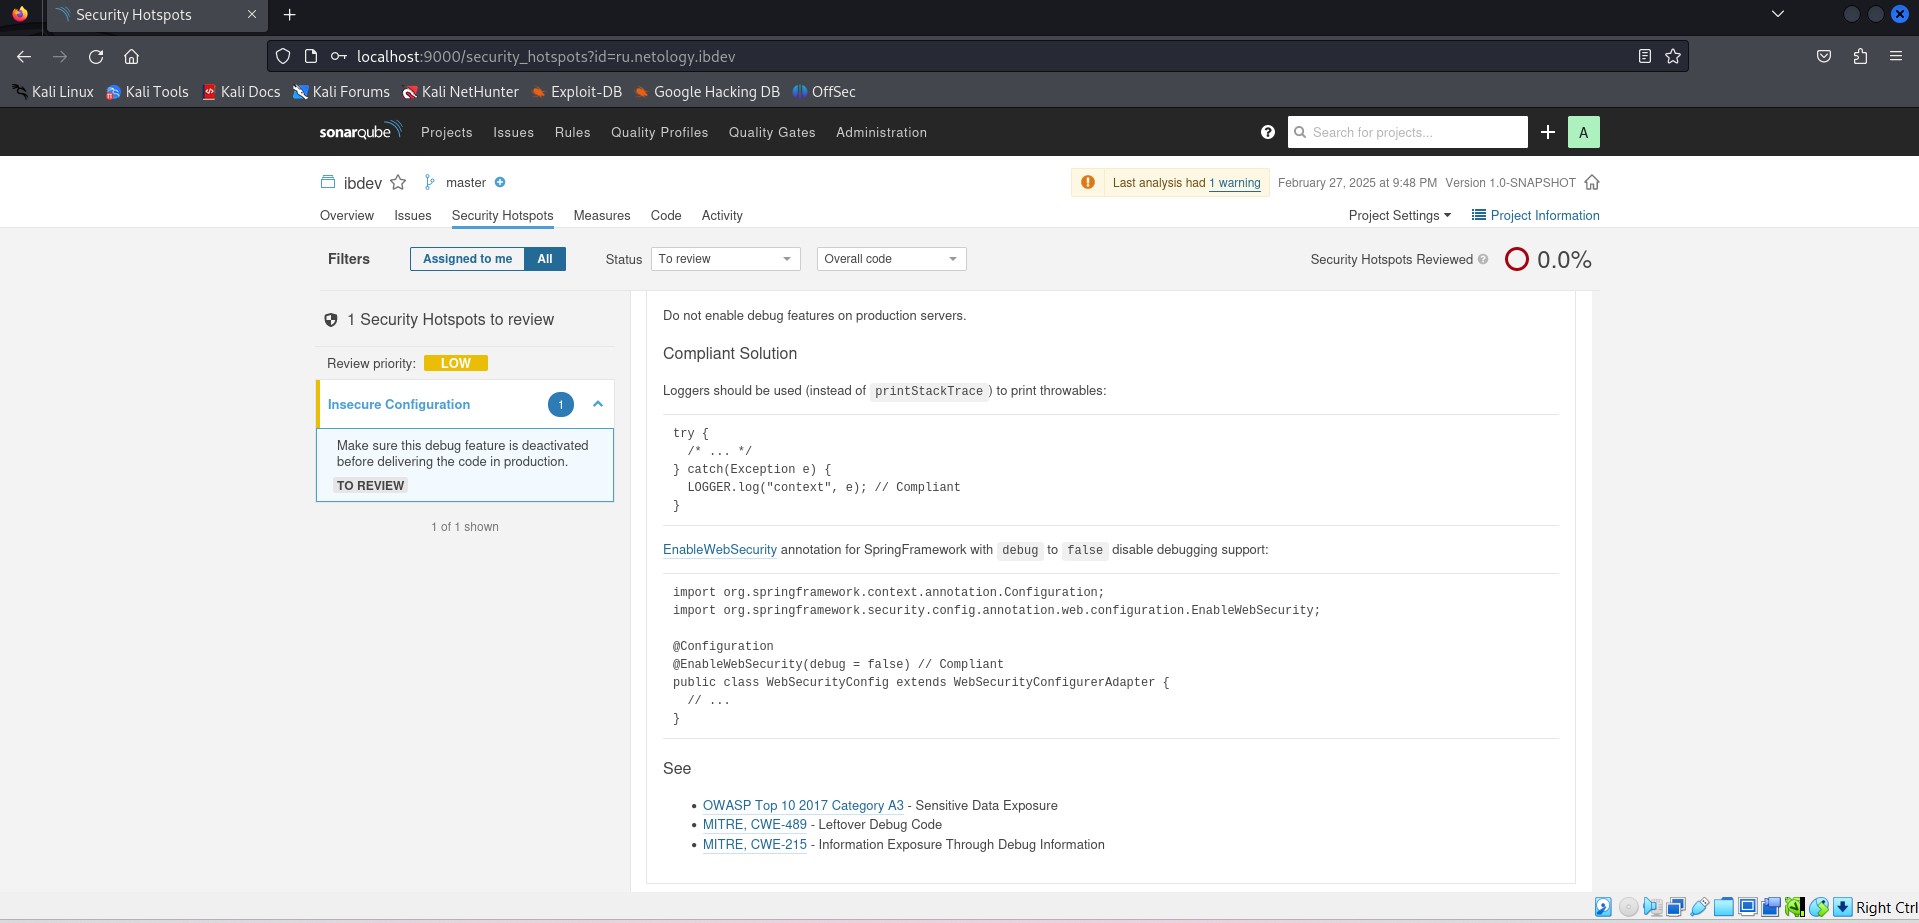 Security Hotspots
localhost:9000/security_hotspots?id=ru.netology.ibdev
Kali Linux Kali Tools Kali Docs Kali Forums Kali NetHunter Exploit-DB Google Hacking DB OffSec
sonarqube Projects Issues Rules Quality Profiles Quality Gates Administration Search for projects... A
ibdev master Last analysis had 1 warning February 27, 2025 at 9:48 PM Version 1.0-SNAPSHOT
Overview Issues Security Hotspots Measures Code Activity Project Settings Project Information
Filters Assigned to me All Status To review Overall code Security Hotspots Reviewed 0.0%
1 Security Hotspots to review
Review priority: LOW
Insecure Configuration 1
Make sure this debug feature is deactivated
before delivering the code in production.
TO REVIEW
1 of 1 shown
Do not enable debug features on production servers.
Compliant Solution
Loggers should be used (instead of printStackTrace ) to print throwables:
try {
  /* ... */
} catch(Exception e) {
  LOGGER.log("context", e); // Compliant
}
EnableWebSecurity annotation for SpringFramework with debug to false disable debugging support:
import org.springframework.context.annotation.Configuration;
import org.springframework.security.config.annotation.web.configuration.EnableWebSecurity;
@Configuration
@EnableWebSecurity(debug = false) // Compliant
public class WebSecurityConfig extends WebSecurityConfigurerAdapter {
  // ...
}
See
• OWASP Top 10 2017 Category A3 - Sensitive Data Exposure
• MITRE, CWE-489 - Leftover Debug Code
• MITRE, CWE-215 - Information Exposure Through Debug Information
Right Ctrl